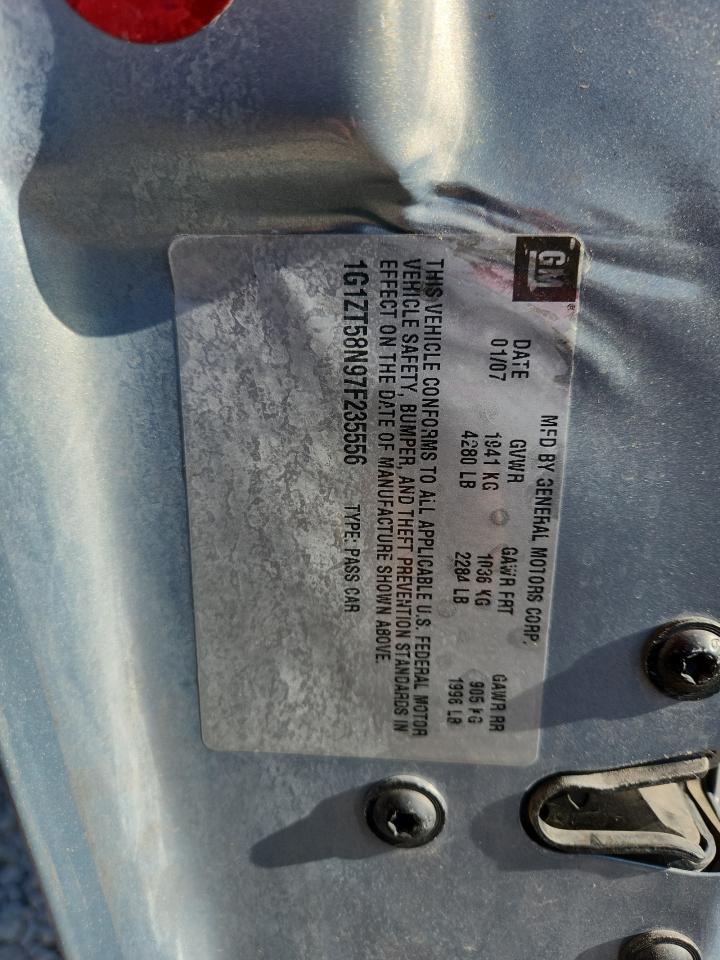 GM
MFD BY GENERAL MOTORS CORP.
DATE GVWR GAWR FRT GAWR RR
01/07 1941 KG 1036 KG 905 KG
4280 LB 2284 LB 1996 LB
THIS VEHICLE CONFORMS TO ALL APPLICABLE U.S. FEDERAL MOTOR
VEHICLE SAFETY, BUMPER, AND THEFT PREVENTION STANDARDS IN
EFFECT ON THE DATE OF MANUFACTURE SHOWN ABOVE.
1G1ZT58N97F235556 TYPE: PASS CAR